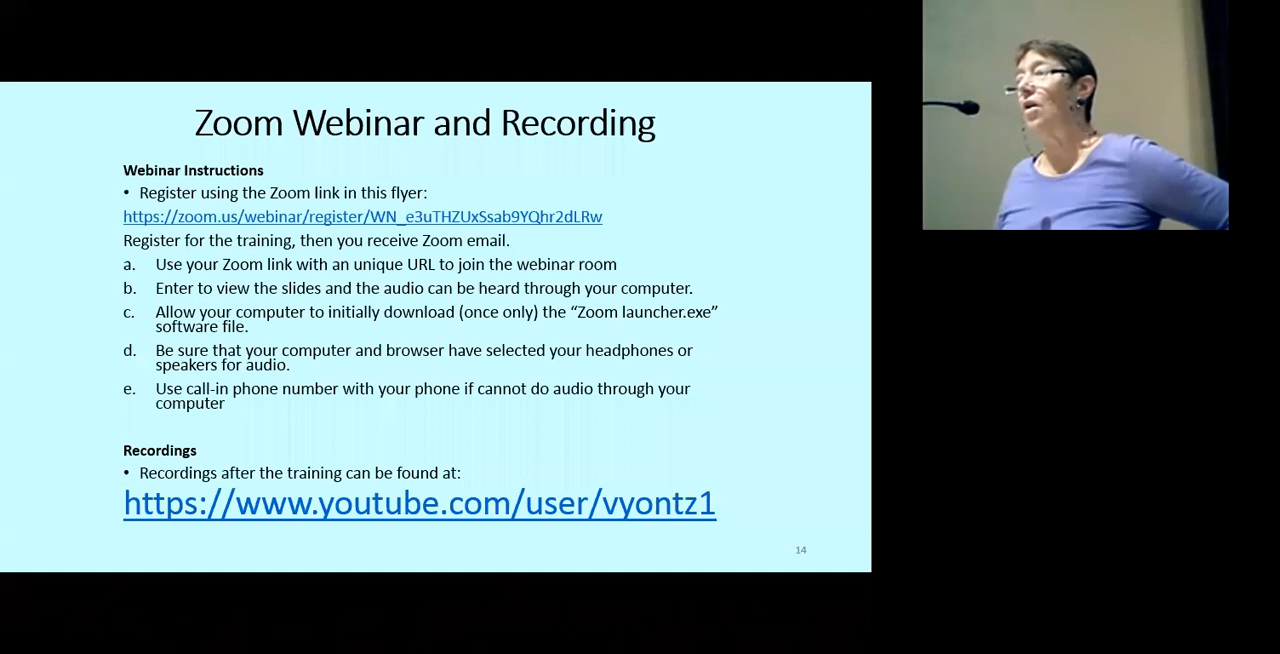 Zoom Webinar and Recording
Webinar Instructions
• Register using the Zoom link in this flyer:
https://zoom.us/webinar/register/WN_e3uTHZUxSsab9YQhr2dLRw
Register for the training, then you receive Zoom email.
a. Use your Zoom link with an unique URL to join the webinar room
b. Enter to view the slides and the audio can be heard through your computer.
c. Allow your computer to initially download (once only) the “Zoom launcher.exe”
software file.
d. Be sure that your computer and browser have selected your headphones or
speakers for audio.
e. Use call-in phone number with your phone if cannot do audio through your
computer
Recordings
• Recordings after the training can be found at:
https://www.youtube.com/user/vyontz1
14